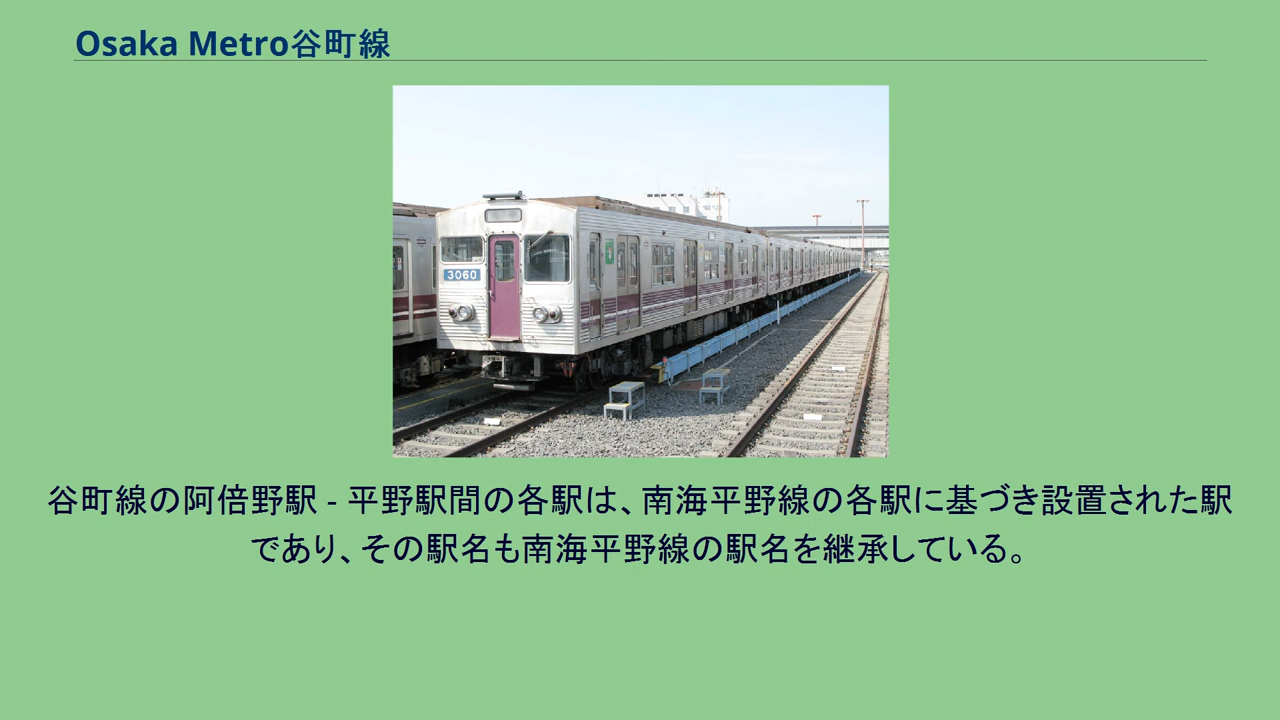 Osaka Metro谷町線
3060
谷町線の阿倍野駅 - 平野駅間の各駅は、南海平野線の各駅に基づき設置された駅
であり、その駅名も南海平野線の駅名を継承している。